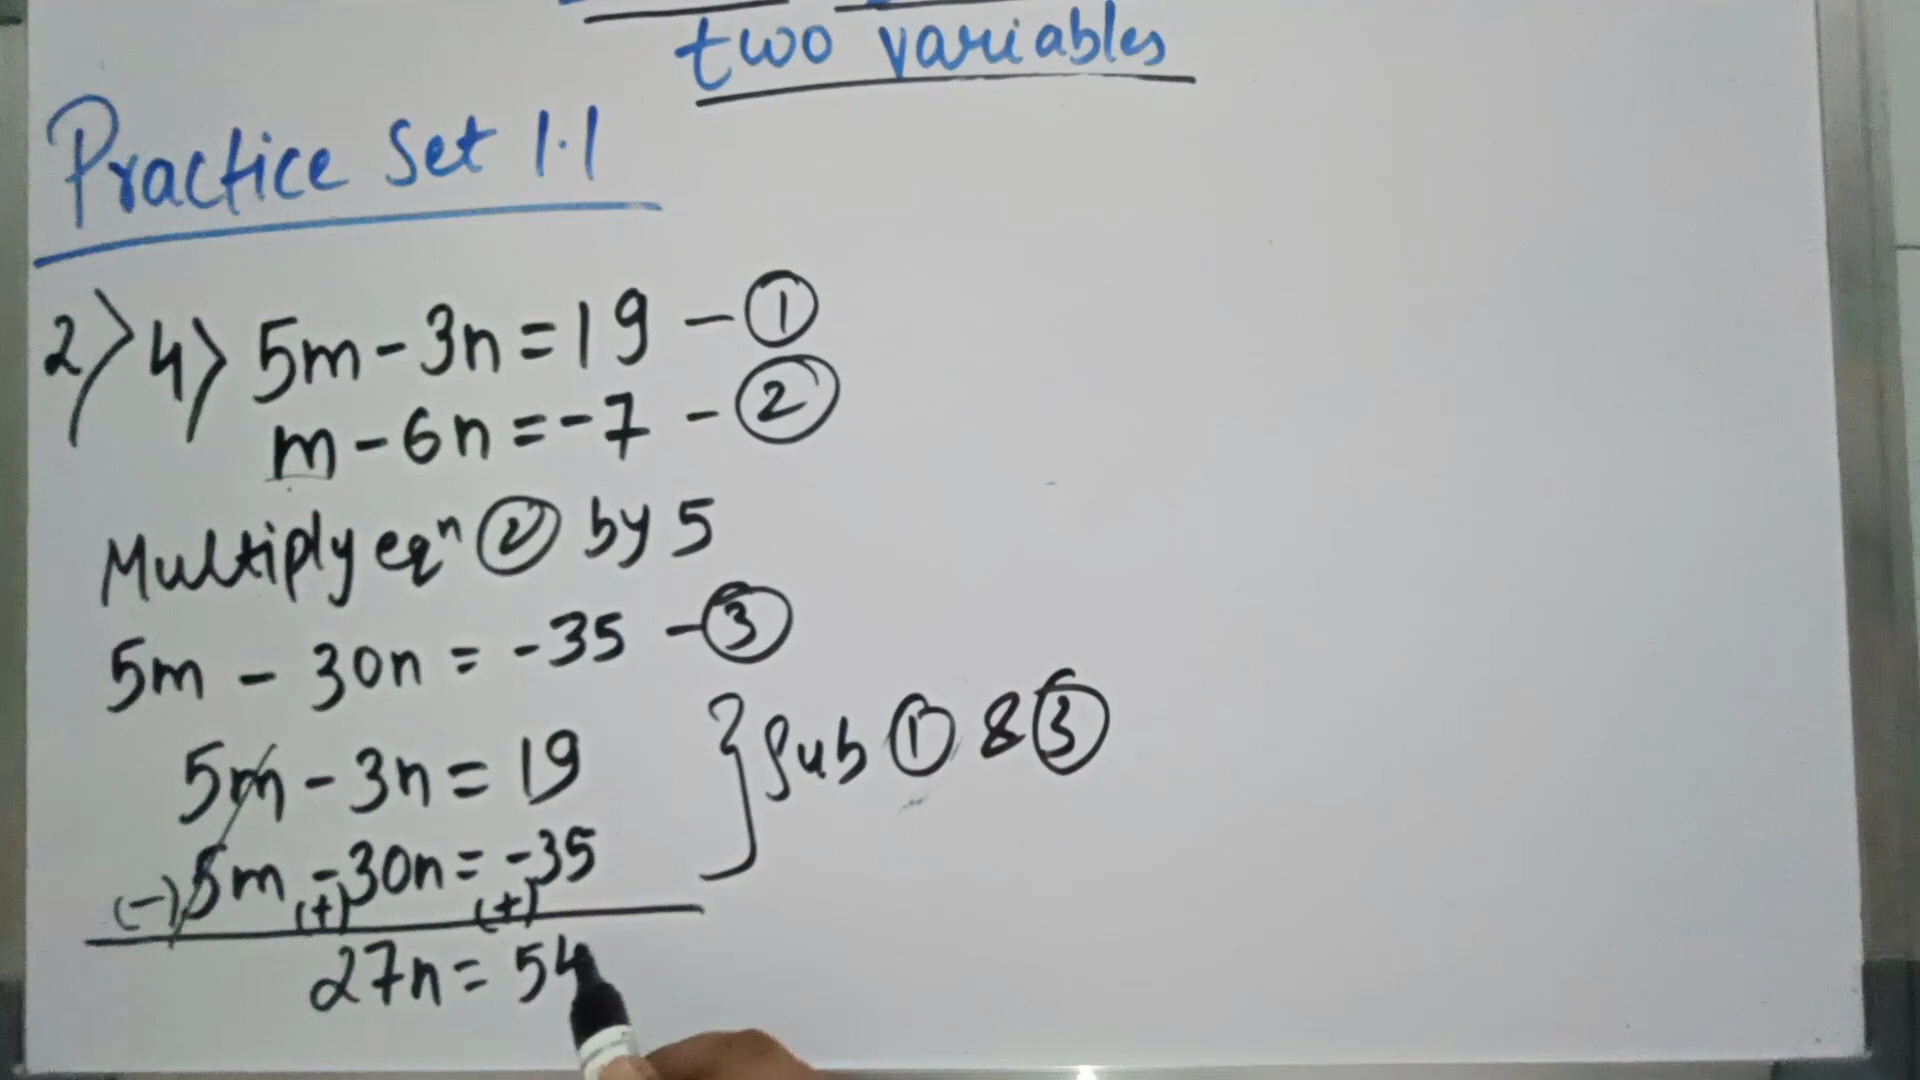 two variables
Practice Set 1.1
2) 4) 5m - 3n = 19 - ①
m - 6n = -7 - ②
Multiply eqⁿ ② by 5
5m - 30n = -35 - ③
5m - 3n = 19 } Sub ① & ③
(-) 5m - 30n = -35
(+) (+)
27n = 54